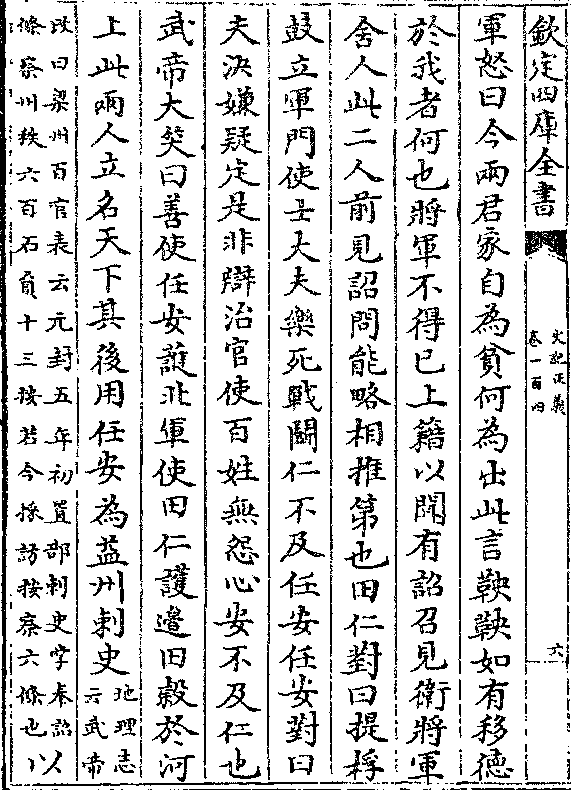 欽定四庫全書
史記正義
卷一百四
六
軍怒曰今兩君家自為貧何為出此言鞅鞅如有移德
於我者何也將軍不得已上籍以聞有詔召見衛將軍
舍人此二人前見詔問能略相推第也田仁對曰提桴
鼓立軍門使士大夫樂死戰鬬仁不及任安任安對曰
夫決嫌疑定是非辯治官使百姓無怨心安不及仁也
武帝大笑曰善使任安護北軍使田仁護邊田穀於河
上此兩人立名天下其後用任安為益州刺史
地理志
云武帝
改曰梁州百官表云元封五年初置部刺史掌奉詔以
條察州秩六百石員十三按若今採訪按察六條也